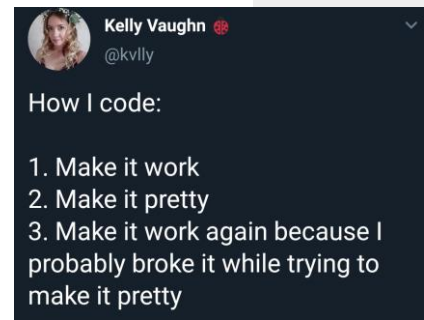 Kelly Vaughn 🐞
@kvlly
How I code:
1. Make it work
2. Make it pretty
3. Make it work again because I
probably broke it while trying to
make it pretty